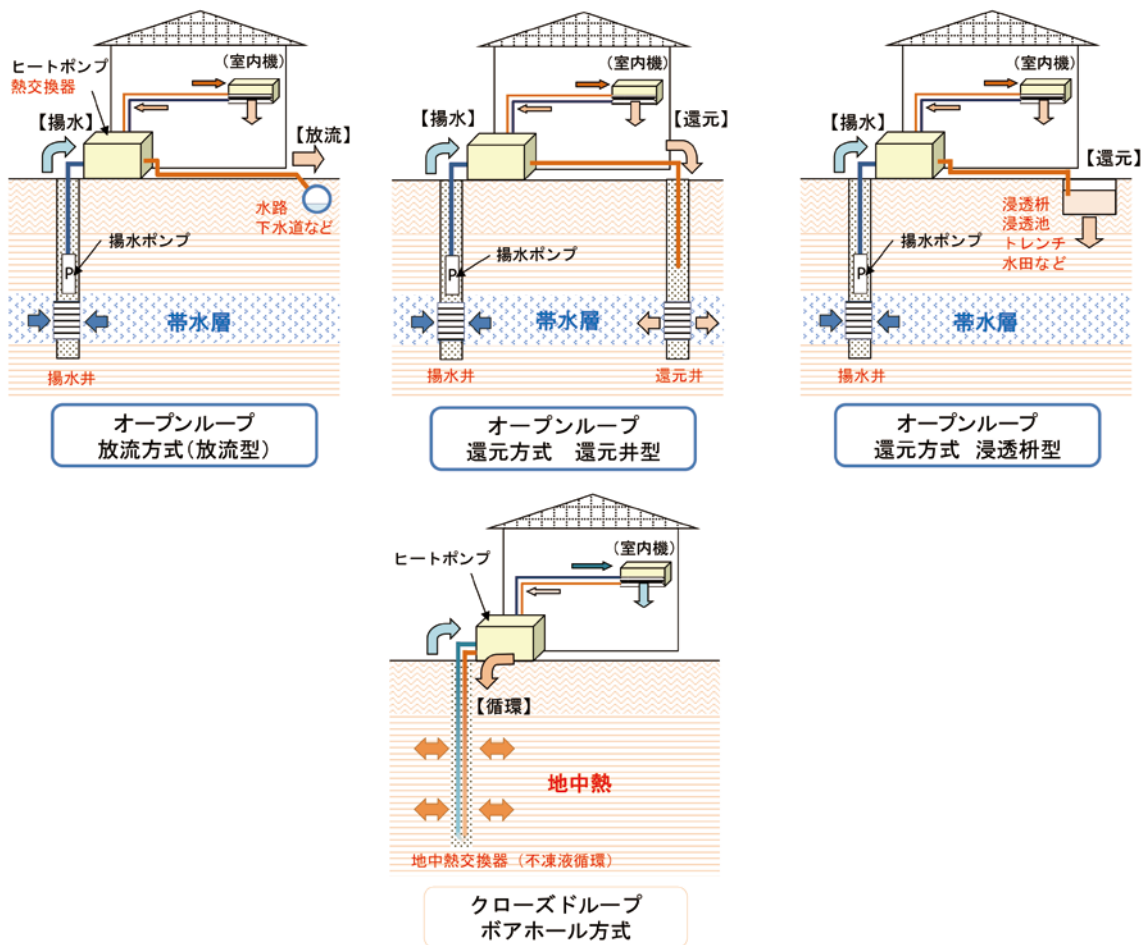 ヒートポンプ
熱交換器
(室内機)
【揚水】
【放流】
水路
下水道など
揚水ポンプ
P
帯水層
揚水井
オープンループ
放流方式(放流型)
(室内機)
【揚水】
【還元】
揚水ポンプ
P
帯水層
揚水井
還元井
オープンループ
還元方式　還元井型
(室内機)
【揚水】
【還元】
浸透枡
浸透池
トレンチ
水田など
揚水ポンプ
P
帯水層
揚水井
オープンループ
還元方式 浸透枡型
ヒートポンプ
(室内機)
【循環】
地中熱
地中熱交換器（不凍液循環）
クローズドループ
ボアホール方式